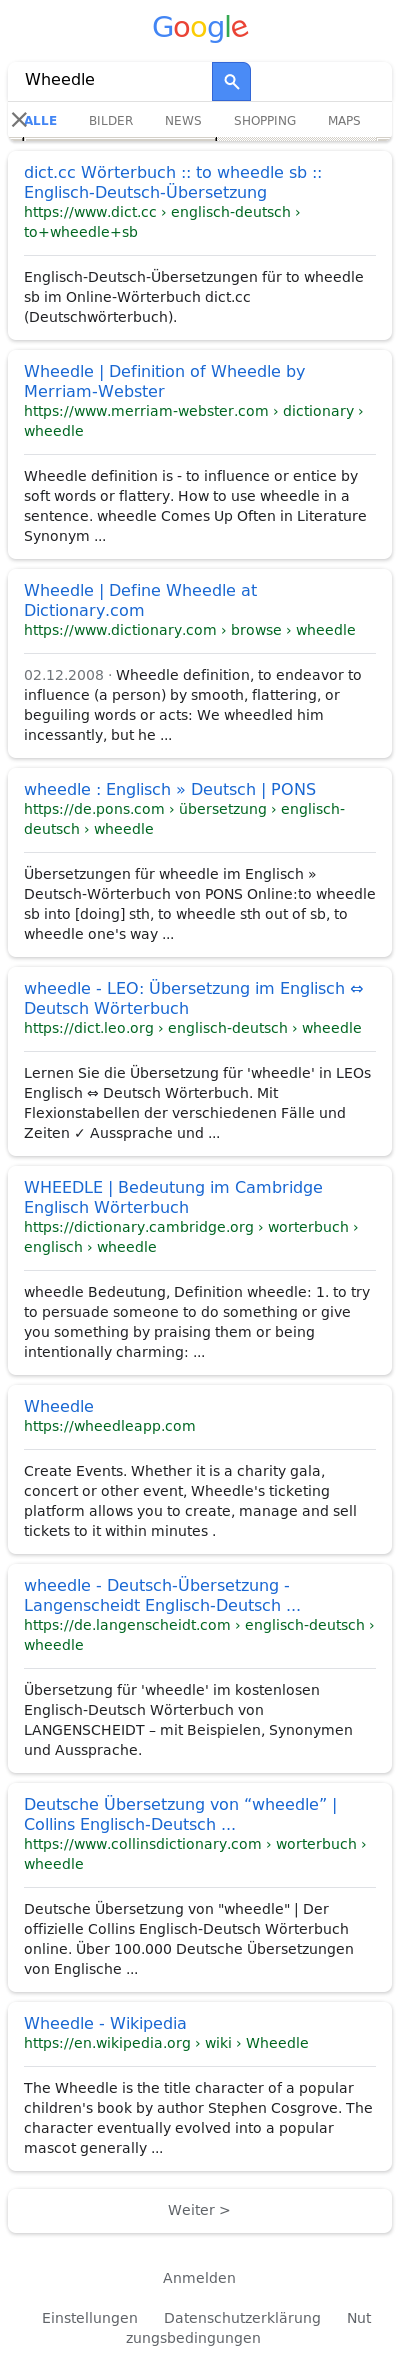 Google
Wheedle
ALLE BILDER NEWS SHOPPING MAPS
dict.cc Wörterbuch :: to wheedle sb ::
Englisch-Deutsch-Übersetzung
https://www.dict.cc › englisch-deutsch ›
to+wheedle+sb
Englisch-Deutsch-Übersetzungen für to wheedle
sb im Online-Wörterbuch dict.cc
(Deutschwörterbuch).
Wheedle | Definition of Wheedle by
Merriam-Webster
https://www.merriam-webster.com › dictionary ›
wheedle
Wheedle definition is - to influence or entice by
soft words or flattery. How to use wheedle in a
sentence. wheedle Comes Up Often in Literature
Synonym ...
Wheedle | Define Wheedle at
Dictionary.com
https://www.dictionary.com › browse › wheedle
02.12.2008 · Wheedle definition, to endeavor to
influence (a person) by smooth, flattering, or
beguiling words or acts: We wheedled him
incessantly, but he ...
wheedle : Englisch » Deutsch | PONS
https://de.pons.com › übersetzung › englisch-
deutsch › wheedle
Übersetzungen für wheedle im Englisch »
Deutsch-Wörterbuch von PONS Online:to wheedle
sb into [doing] sth, to wheedle sth out of sb, to
wheedle one's way ...
wheedle - LEO: Übersetzung im Englisch ⇔
Deutsch Wörterbuch
https://dict.leo.org › englisch-deutsch › wheedle
Lernen Sie die Übersetzung für 'wheedle' in LEOs
Englisch ⇔ Deutsch Wörterbuch. Mit
Flexionstabellen der verschiedenen Fälle und
Zeiten ✓ Aussprache und ...
WHEEDLE | Bedeutung im Cambridge
Englisch Wörterbuch
https://dictionary.cambridge.org › worterbuch ›
englisch › wheedle
wheedle Bedeutung, Definition wheedle: 1. to try
to persuade someone to do something or give
you something by praising them or being
intentionally charming: ...
Wheedle
https://wheedleapp.com
Create Events. Whether it is a charity gala,
concert or other event, Wheedle's ticketing
platform allows you to create, manage and sell
tickets to it within minutes .
wheedle - Deutsch-Übersetzung -
Langenscheidt Englisch-Deutsch ...
https://de.langenscheidt.com › englisch-deutsch ›
wheedle
Übersetzung für 'wheedle' im kostenlosen
Englisch-Deutsch Wörterbuch von
LANGENSCHEIDT – mit Beispielen, Synonymen
und Aussprache.
Deutsche Übersetzung von “wheedle” |
Collins Englisch-Deutsch ...
https://www.collinsdictionary.com › worterbuch ›
wheedle
Deutsche Übersetzung von "wheedle" | Der
offizielle Collins Englisch-Deutsch Wörterbuch
online. Über 100.000 Deutsche Übersetzungen
von Englische ...
Wheedle - Wikipedia
https://en.wikipedia.org › wiki › Wheedle
The Wheedle is the title character of a popular
children's book by author Stephen Cosgrove. The
character eventually evolved into a popular
mascot generally ...
Weiter >
Anmelden
Einstellungen Datenschutzerklärung Nut
zungsbedingungen